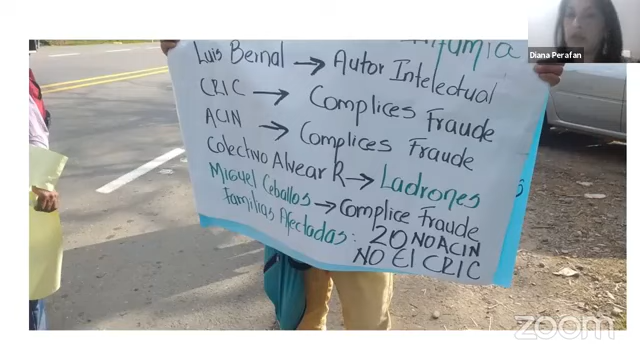 Infamia
Luis Bernal → Autor Intelectual
CRIC → Complices Fraude
ACIN → Complices Fraude
Colectivo Alvear R → Ladrones
Miguel Ceballos → Complice Fraude
Familias Afectadas: 20 NO ACIN
NO El CRIC
Diana Perafan
zoom